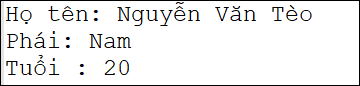 Họ tên: Nguyễn Văn Tèo
Phái: Nam
Tuổi : 20